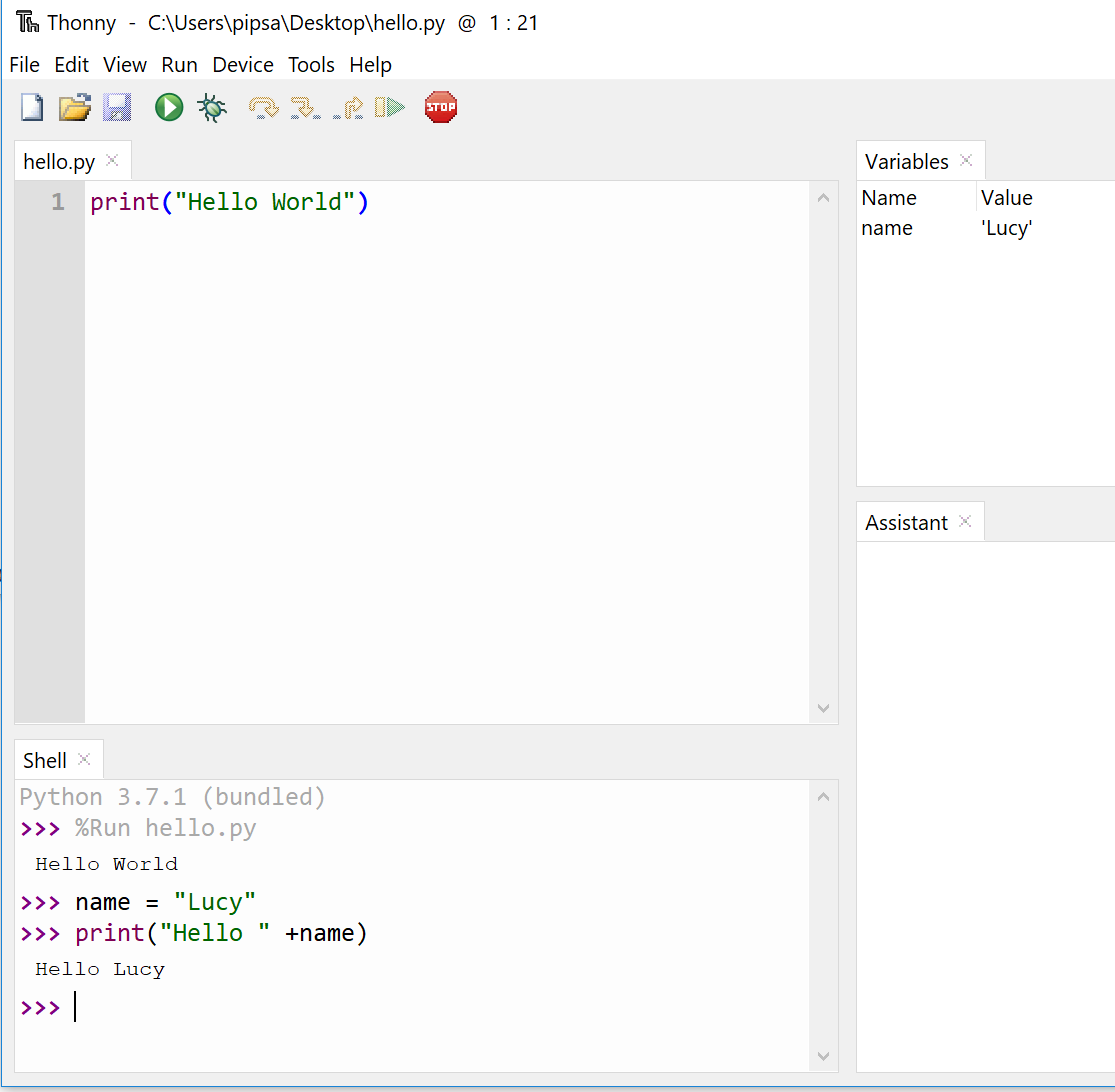 Thonny - C:\Users\pipsa\Desktop\hello.py @ 1 : 21
File Edit View Run Device Tools Help
STOP
hello.py
1 print("Hello World")
Variables
Name Value
name 'Lucy'
Assistant
Shell
Python 3.7.1 (bundled)
>>> %Run hello.py
Hello World
>>> name = "Lucy"
>>> print("Hello " +name)
Hello Lucy
>>>